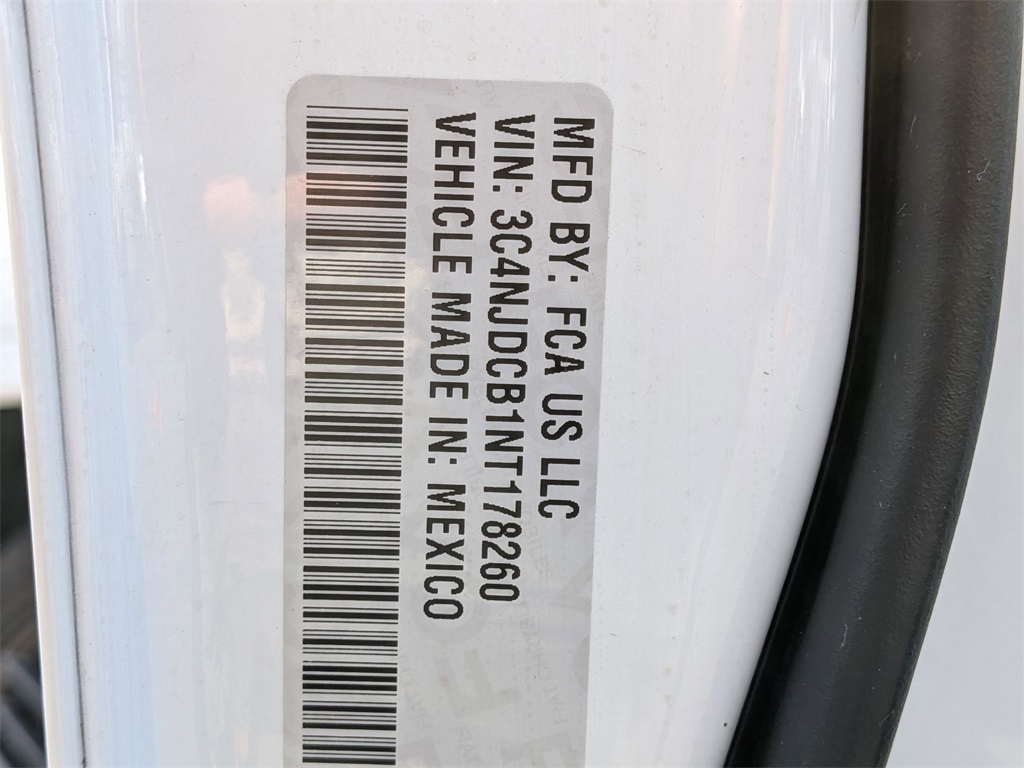 MFD BY: FCA US LLC
VIN: 3C4NJDCB1NT178260
VEHICLE MADE IN: MEXICO